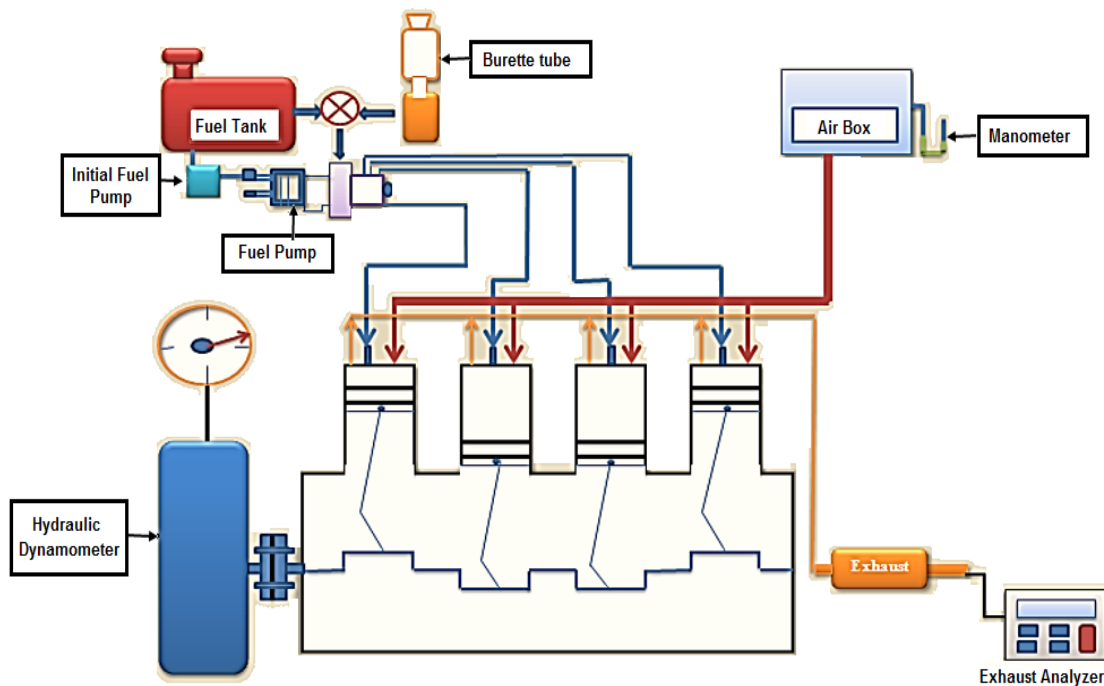 Burette tube
Fuel Tank
Air Box
Manometer
Initial Fuel
Pump
Fuel Pump
Hydraulic
Dynamometer
Exhaust
Exhaust Analyzer